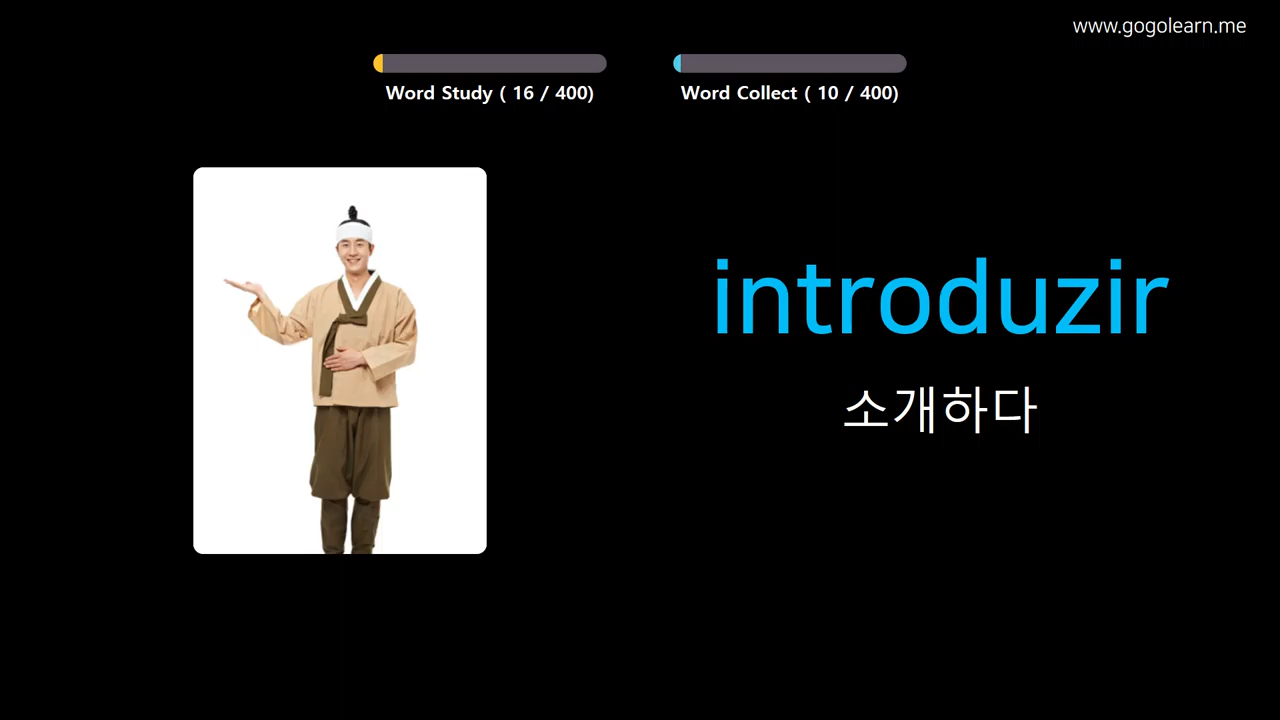 www.gogolearn.me
Word Study ( 16 / 400)
Word Collect ( 10 / 400)
introduzir
소개하다